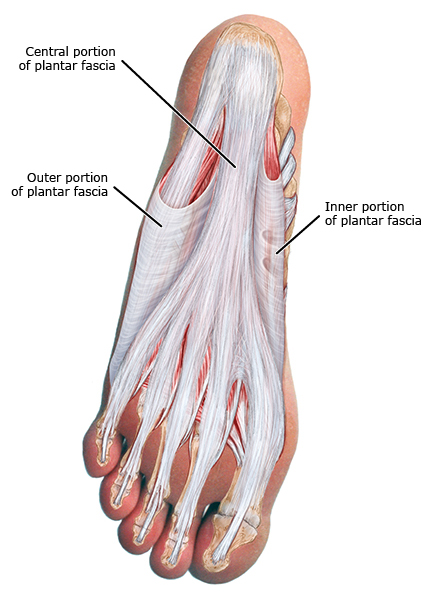 Central portion
of plantar fascia
Outer portion
of plantar fascia
Inner portion
of plantar fascia